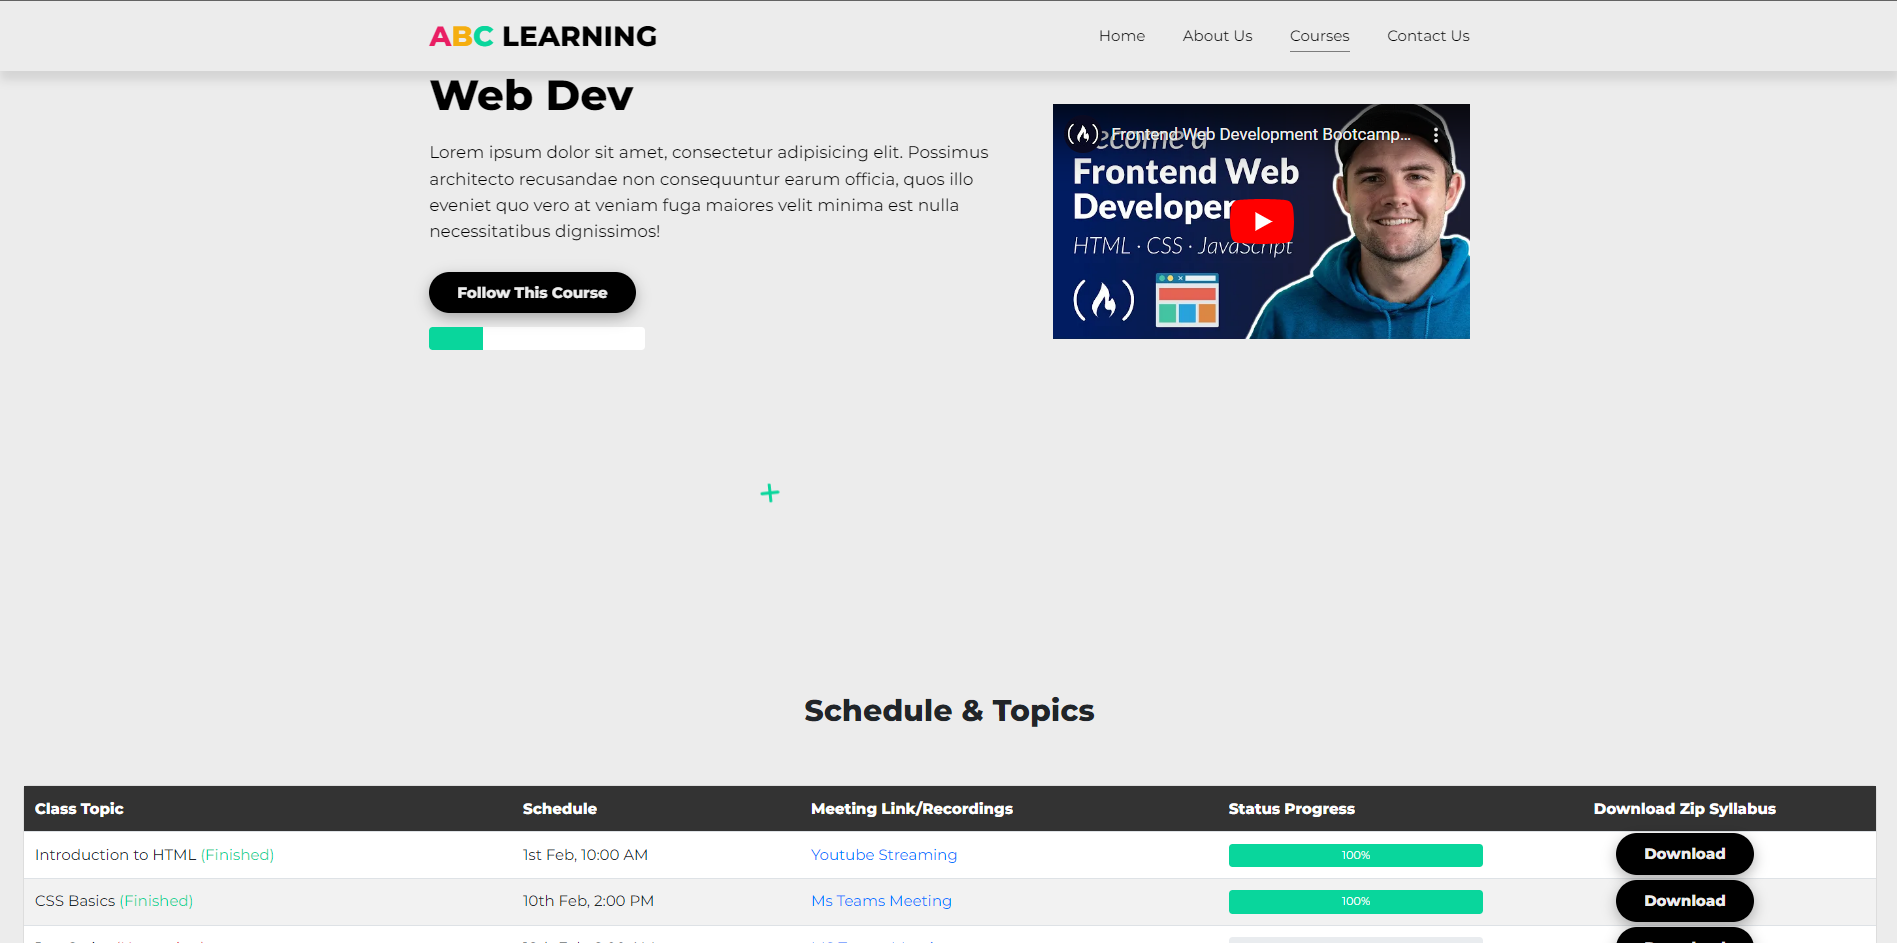 ABC LEARNING
Home
About Us
Courses
Contact Us
Web Dev
Lorem ipsum dolor sit amet, consectetur adipisicing elit. Possimus
architecto recusandae non consequuntur earum officia, quos illo
eveniet quo vero at veniam fuga maiores velit minima est nulla
necessitatibus dignissimos!
Follow This Course
Frontend Web Development Bootcamp...
Frontend Web
Developer
HTML · CSS · JavaScript
Schedule & Topics
Class Topic Schedule Meeting Link/Recordings Status Progress Download Zip Syllabus
Introduction to HTML (Finished) 1st Feb, 10:00 AM Youtube Streaming 100% Download
CSS Basics (Finished) 10th Feb, 2:00 PM Ms Teams Meeting 100% Download